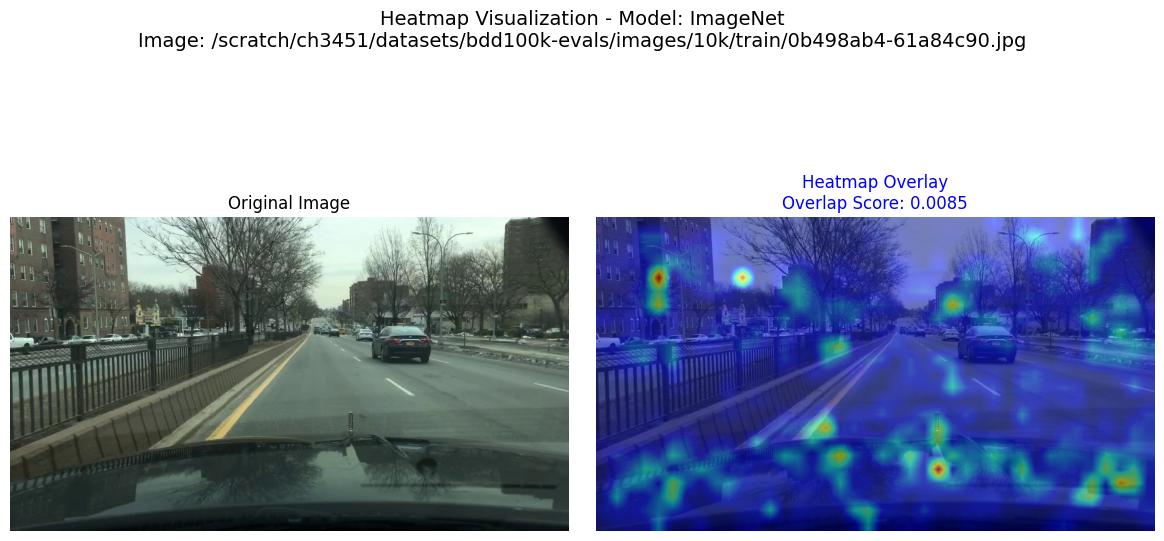 Heatmap Visualization - Model: ImageNet
Image: /scratch/ch3451/datasets/bdd100k-evals/images/10k/train/0b498ab4-61a84c90.jpg
Original Image
Heatmap Overlay
Overlap Score: 0.0085